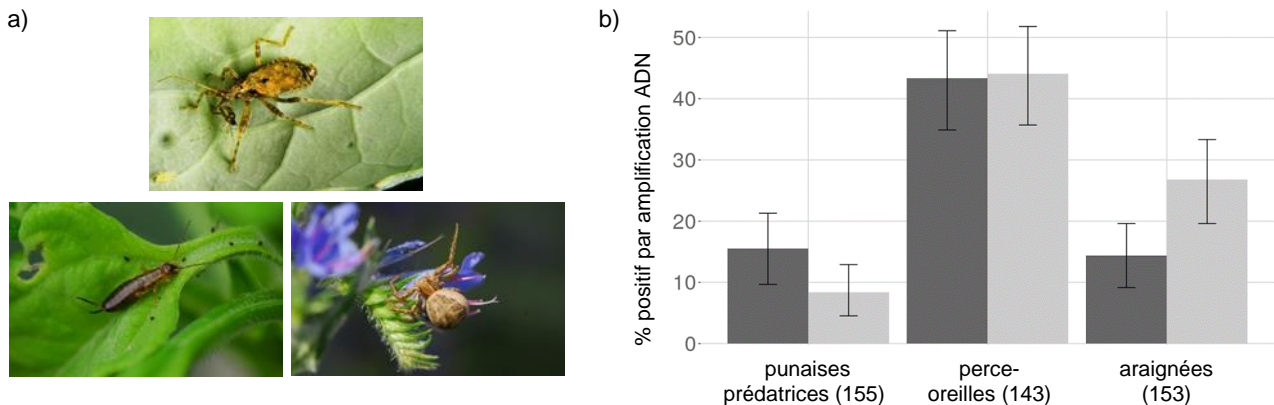 a)
b)
% positif par amplification ADN
50
40
30
20
10
0
punaises
prédatrices (155)
perce-
oreilles (143)
araignées
(153)